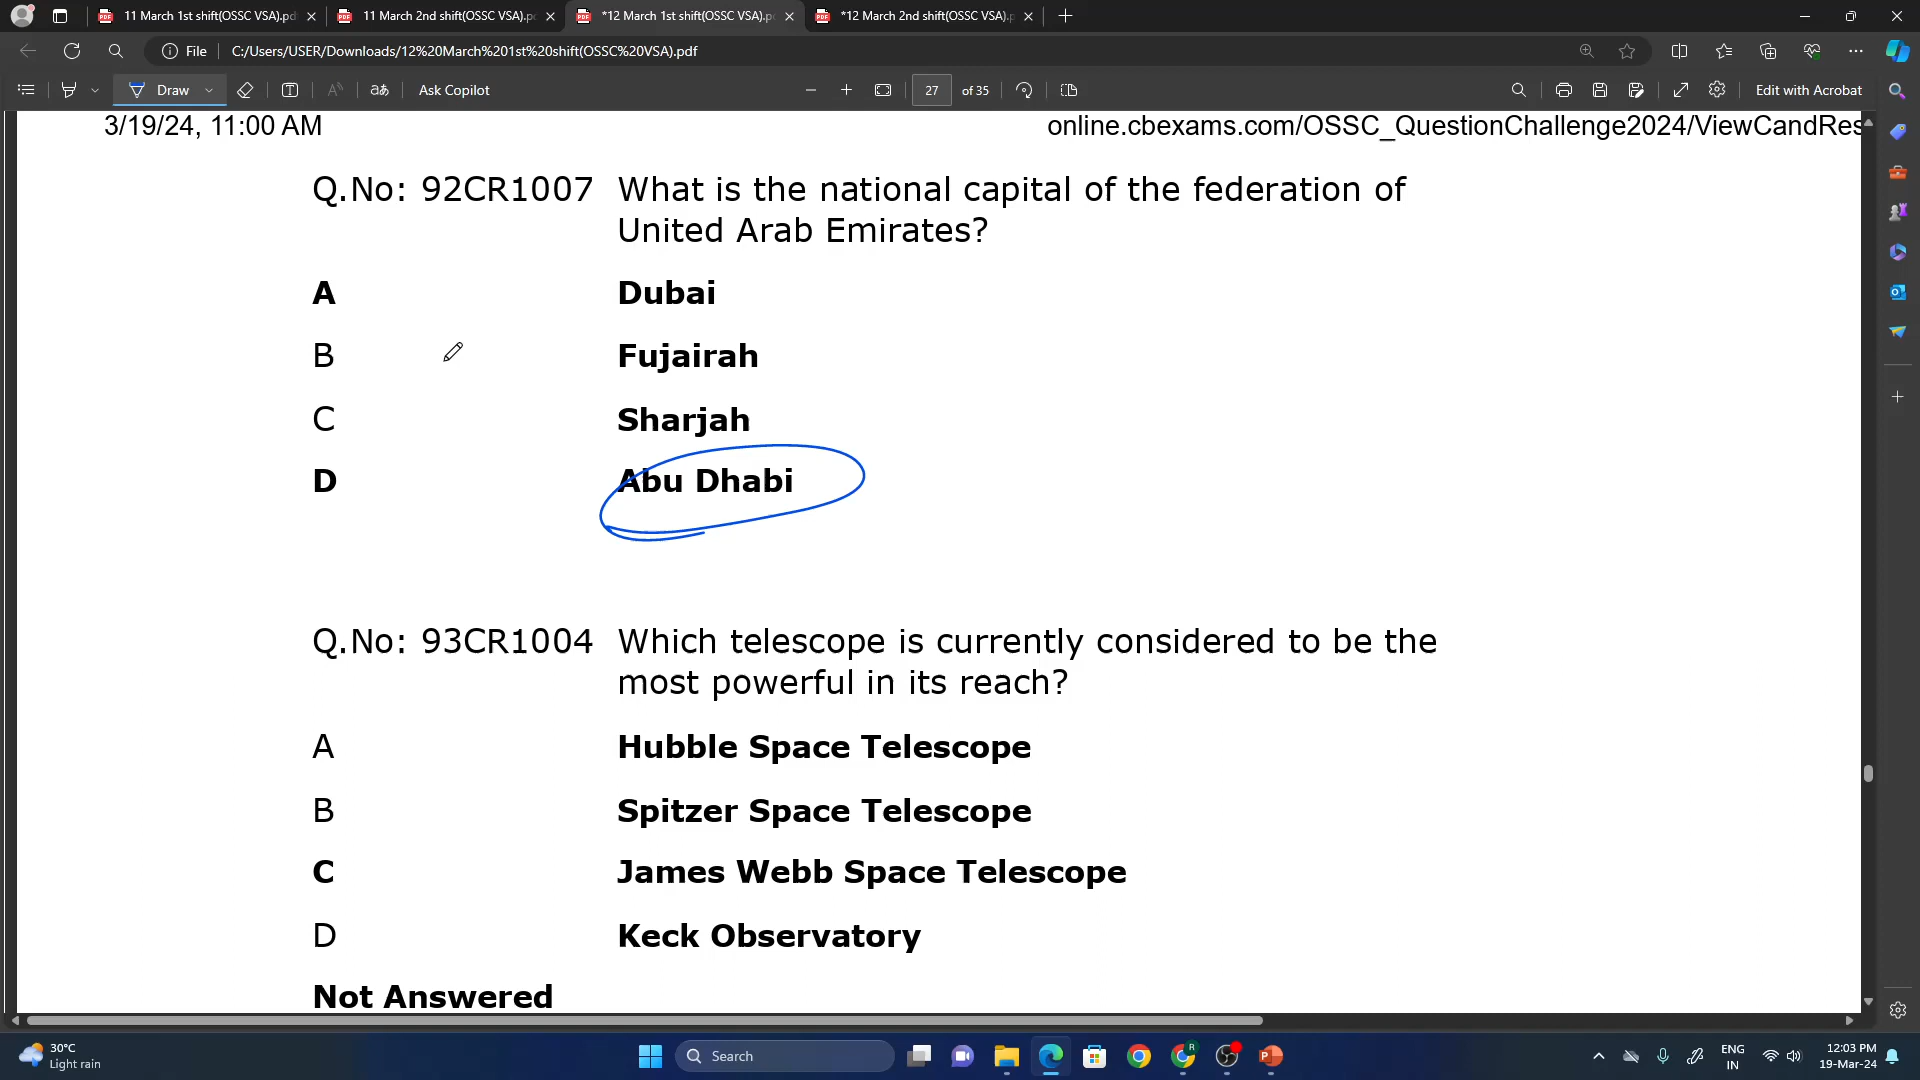 11 March 1st shift(OSSC VSA).pd
11 March 2nd shift(OSSC VSA).pc
*12 March 1st shift(OSSC VSA).pc
*12 March 2nd shift(OSSC VSA).p
File
C:/Users/USER/Downloads/12%20March%201st%20shift(OSSC%20VSA).pdf
Draw
Ask Copilot
27
of 35
Edit with Acrobat
3/19/24, 11:00 AM
online.cbexams.com/OSSC_QuestionChallenge2024/ViewCandRes
Q.No: 92CR1007 What is the national capital of the federation of
United Arab Emirates?
A Dubai
B Fujairah
C Sharjah
D Abu Dhabi
Q.No: 93CR1004 Which telescope is currently considered to be the
most powerful in its reach?
A Hubble Space Telescope
B Spitzer Space Telescope
C James Webb Space Telescope
D Keck Observatory
Not Answered
30°C
Light rain
Search
ENG
IN
12:03 PM
19-Mar-24